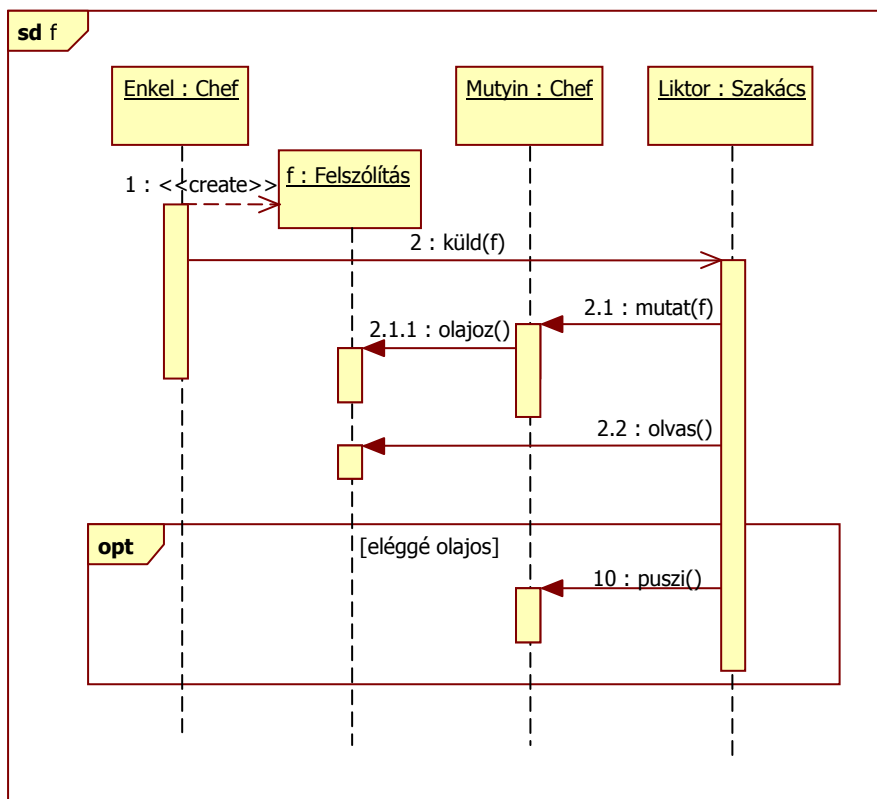 sd f
Enkel : Chef
Mutyin : Chef
Liktor : Szakács
1 : <<create>>
f : Felszólítás
2 : küld(f)
2.1 : mutat(f)
2.1.1 : olajoz()
2.2 : olvas()
opt
[eléggé olajos]
10 : puszi()